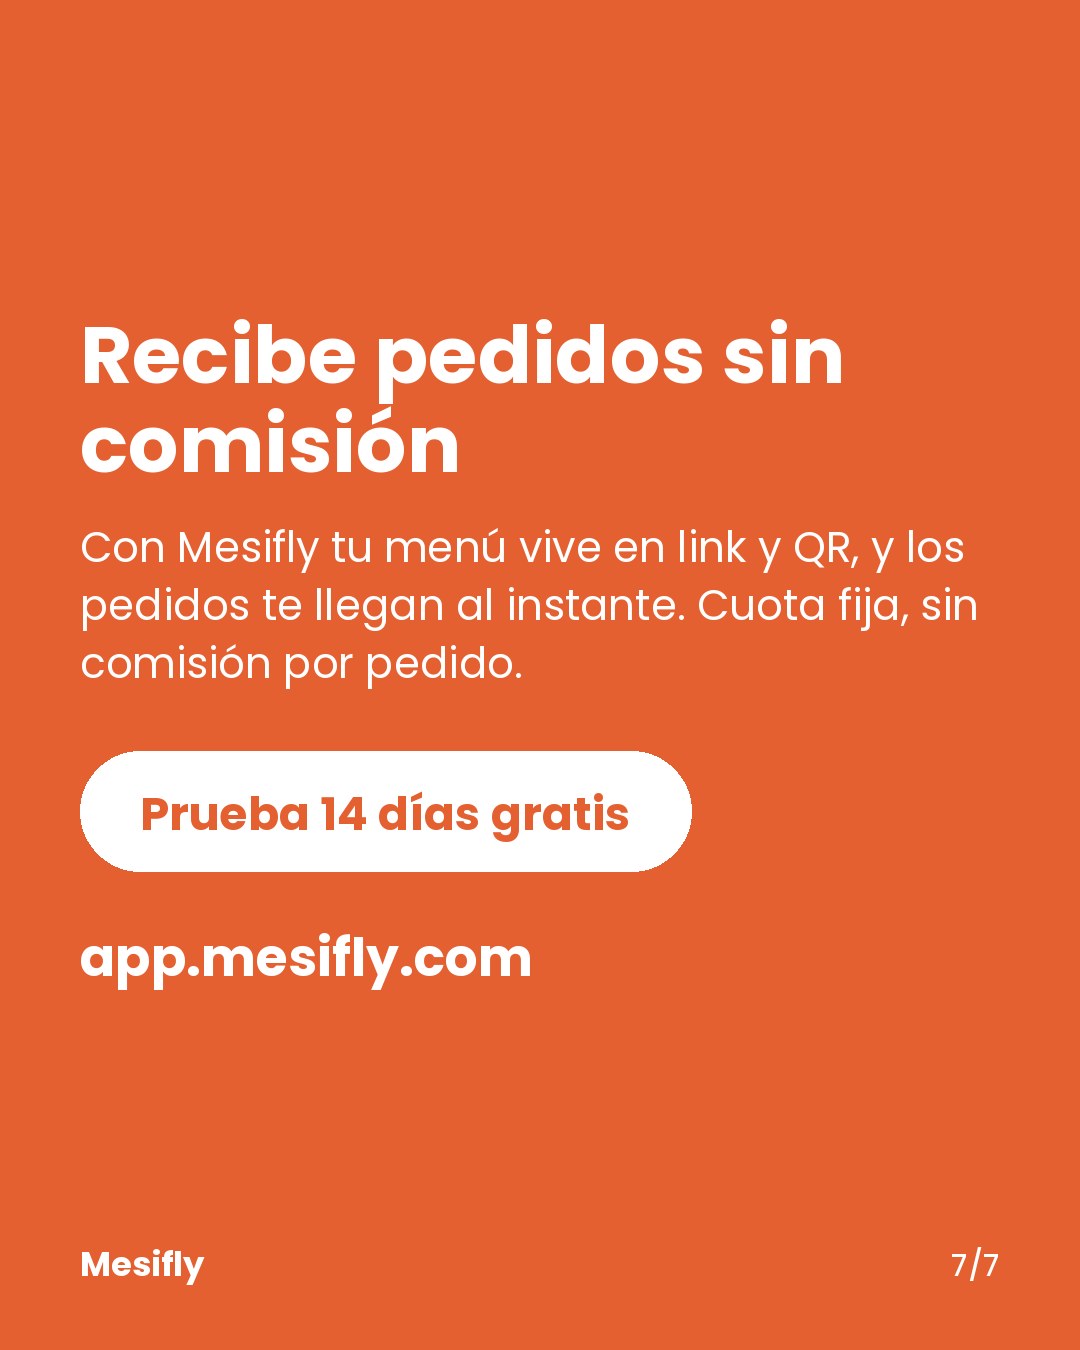 Recibe pedidos sin
comisión
Con Mesifly tu menú vive en link y QR, y los
pedidos te llegan al instante. Cuota fija, sin
comisión por pedido.
Prueba 14 días gratis
app.mesifly.com
Mesifly
7/7